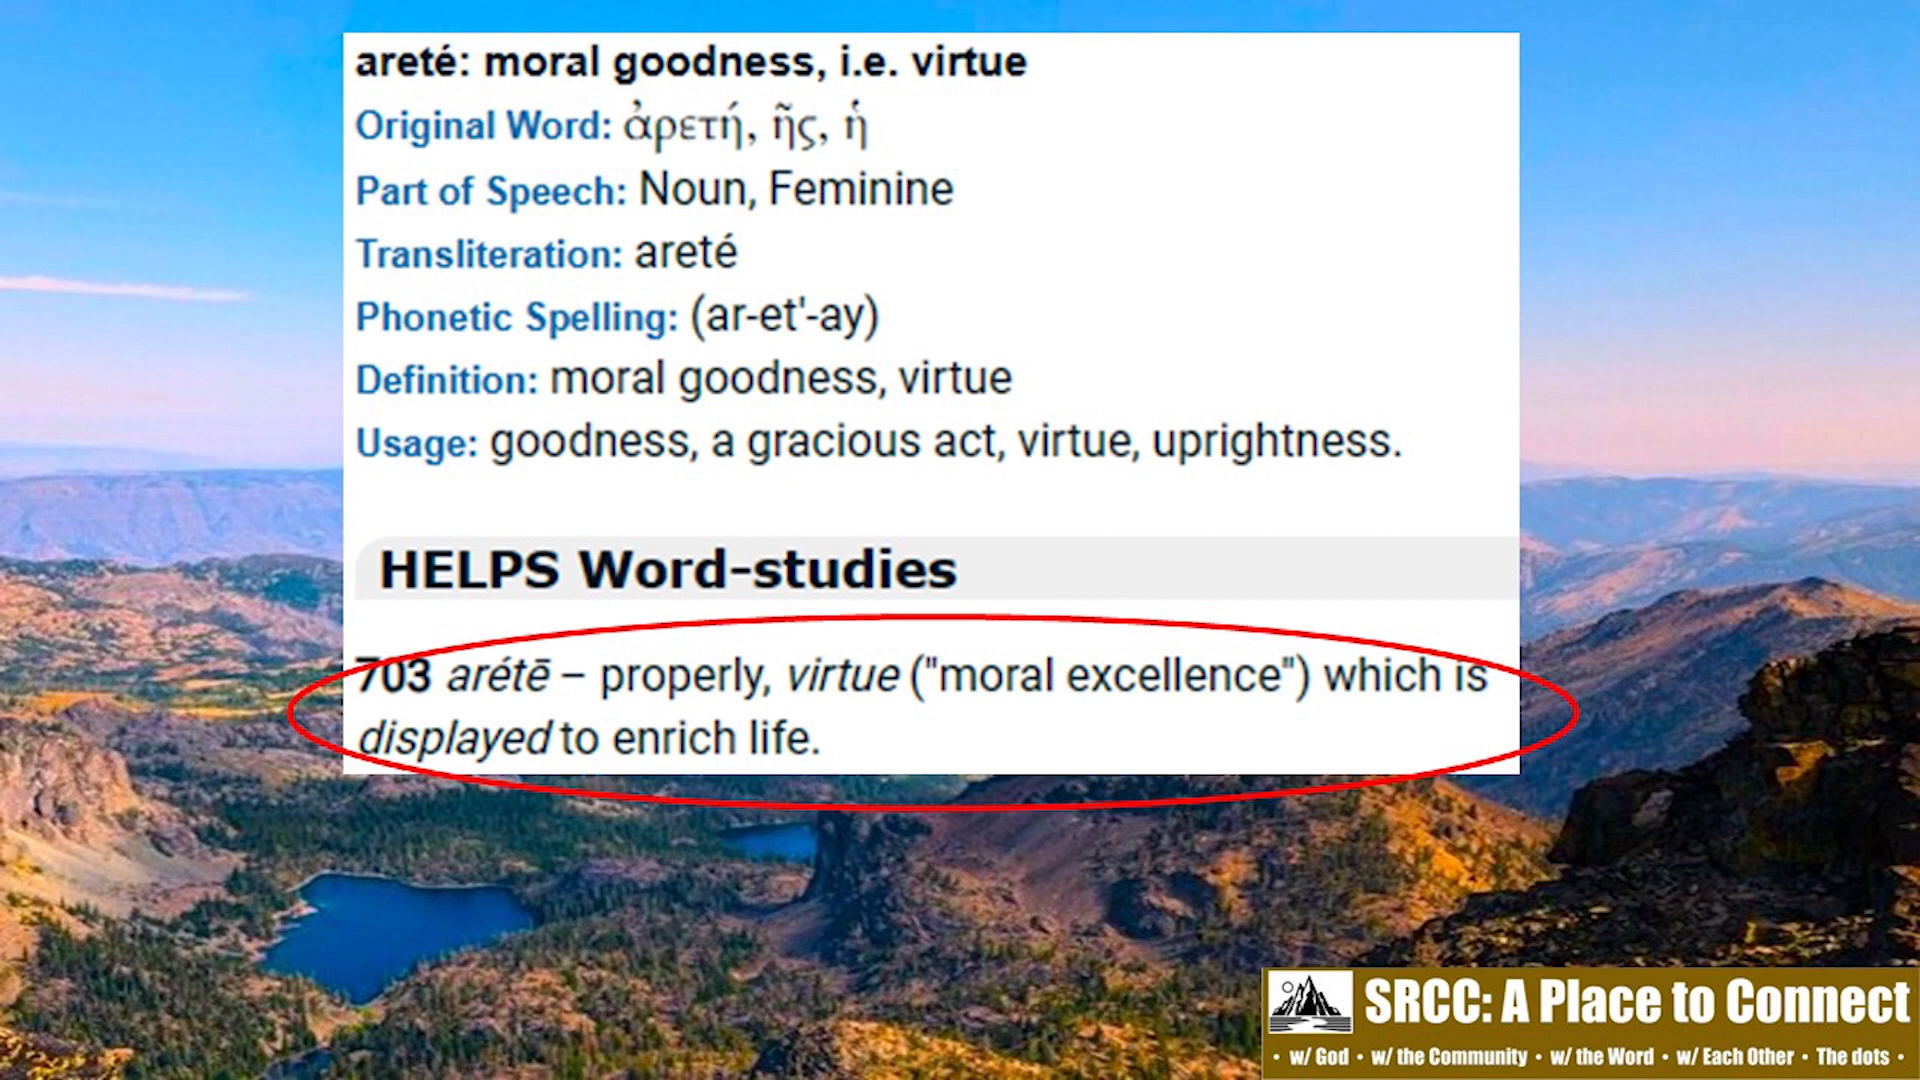 areté: moral goodness, i.e. virtue
Original Word: ἀρετή, ῆς, ἡ
Part of Speech: Noun, Feminine
Transliteration: areté
Phonetic Spelling: (ar-et'-ay)
Definition: moral goodness, virtue
Usage: goodness, a gracious act, virtue, uprightness.
HELPS Word-studies
703 arétē – properly, virtue ("moral excellence") which is
displayed to enrich life.
SRCC: A Place to Connect
• w/ God • w/ the Community • w/ the Word • w/ Each Other • The dots •